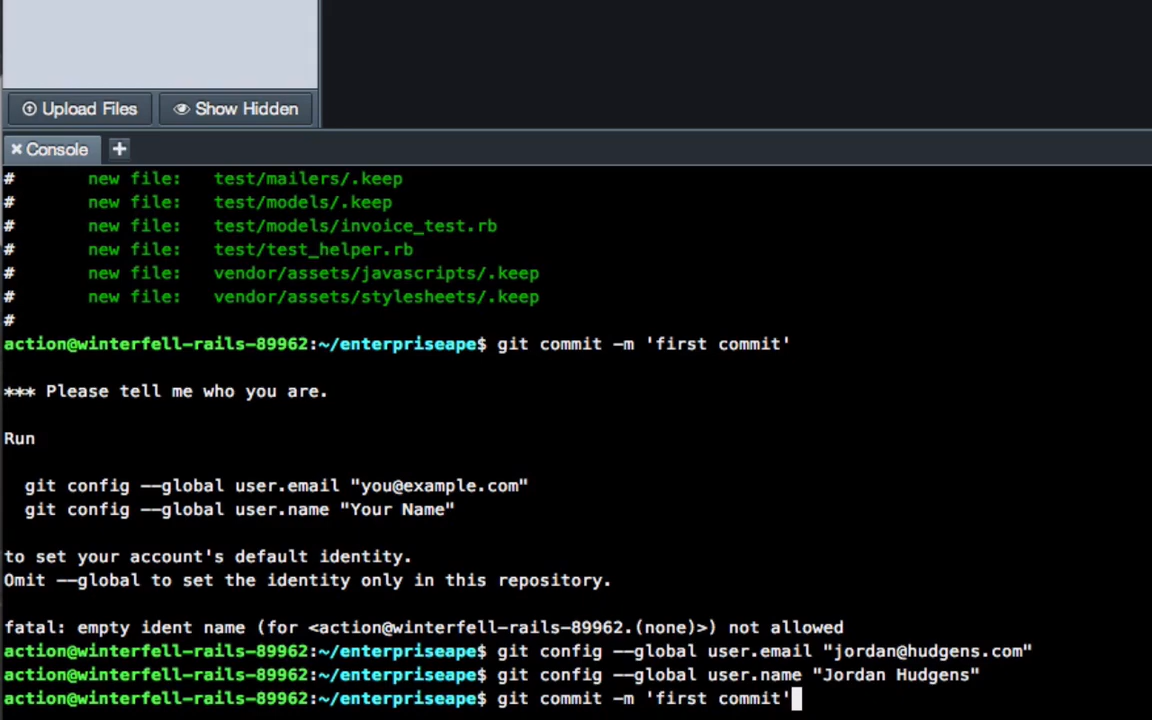 Upload Files Show Hidden
× Console +
# new file: test/mailers/.keep
# new file: test/models/.keep
# new file: test/models/invoice_test.rb
# new file: test/test_helper.rb
# new file: vendor/assets/javascripts/.keep
# new file: vendor/assets/stylesheets/.keep
#
action@winterfell-rails-89962:~/enterpriseape$ git commit -m 'first commit'
*** Please tell me who you are.
Run
git config --global user.email "you@example.com"
git config --global user.name "Your Name"
to set your account's default identity.
Omit --global to set the identity only in this repository.
fatal: empty ident name (for <action@winterfell-rails-89962.(none)>) not allowed
action@winterfell-rails-89962:~/enterpriseape$ git config --global user.email "jordan@hudgens.com"
action@winterfell-rails-89962:~/enterpriseape$ git config --global user.name "Jordan Hudgens"
action@winterfell-rails-89962:~/enterpriseape$ git commit -m 'first commit'